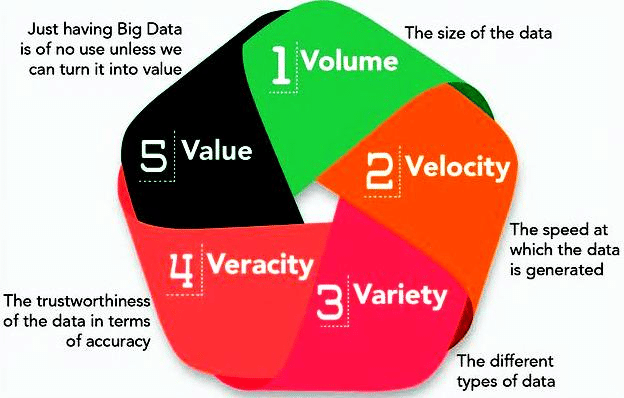 Just having Big Data
is of no use unless we
can turn it into value
1 Volume
The size of the data
5 Value
2 Velocity
The speed at
which the data
is generated
4 Veracity
3 Variety
The trustworthiness
of the data in terms
of accuracy
The different
types of data